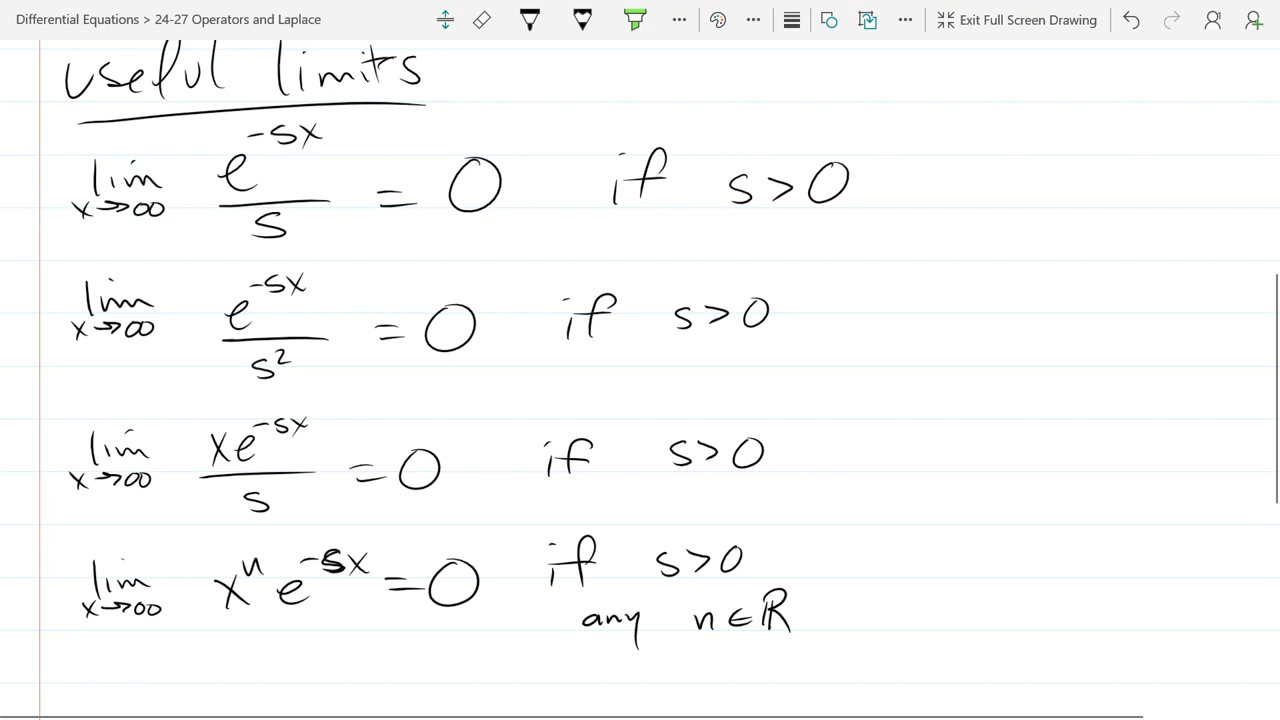 Differential Equations > 24-27 Operators and Laplace
Exit Full Screen Drawing
useful limits
lim x→∞ e^{-sx}/s = 0 if s>0
lim x→∞ e^{-sx}/s² = 0 if s>0
lim x→∞ xe^{-sx}/s = 0 if s>0
lim x→∞ xⁿ e^{-sx} = 0 if s>0
any n∈ℝ